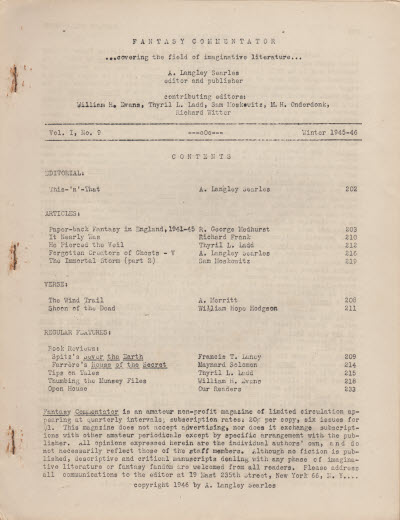 FANTASY COMMENTATOR
...covering the field of imaginative literature...
A. Langley Searles
editor and publisher
contributing editors:
William H. Evans, Thyril L. Ladd, Sam Moskowitz, M. H. Onderdonk,
Richard Witter
Vol. I, No. 9 ---oOo--- Winter 1945-46
CONTENTS
EDITORIAL:
This-'n'-That A. Langley Searles 202
ARTICLES:
Paper-back Fantasy in England, 1941-45 R. George Medhurst 203
It Nearly Was Richard Frank 210
He Pierced the Veil Thyril L. Ladd 212
Forgotten Creators of Ghosts - V A. Langley Searles 216
The Immortal Storm (part 2) Sam Moskowitz 219
VERSE:
The Wind Trail A. Merritt 208
Sheen of the Dead William Hope Hodgson 211
REGULAR FEATURES:
Book Reviews:
Spitz's Sever the Earth Francis T. Laney 209
Farrère's House of the Secret Maynard Solomon 214
Tips on Tales Thyril L. Ladd 215
Thumbing the Munsey Files William H. Evans 218
Open House Our Readers 233
Fantasy Commentator is an amateur non-profit magazine of limited circulation ap-
pearing at quarterly intervals, subscription rates: 20¢ per copy, six issues for
$1. This magazine does not accept advertising, nor does it exchange subscript-
ions with other amateur periodicals except by specific arrangement with the pub-
lisher. All opinions expressed herein are the individual authors' own, and do
not necessarily reflect those of the staff members. Although no fiction is pub-
lished, descriptive and critical manuscripts dealing with any phase of imagina-
tive literature or fantasy fandom are welcomed from all readers. Please address
all communications to the editor at 19 East 235th Street, New York 66, N. Y....
copyright 1946 by A. Langley Searles